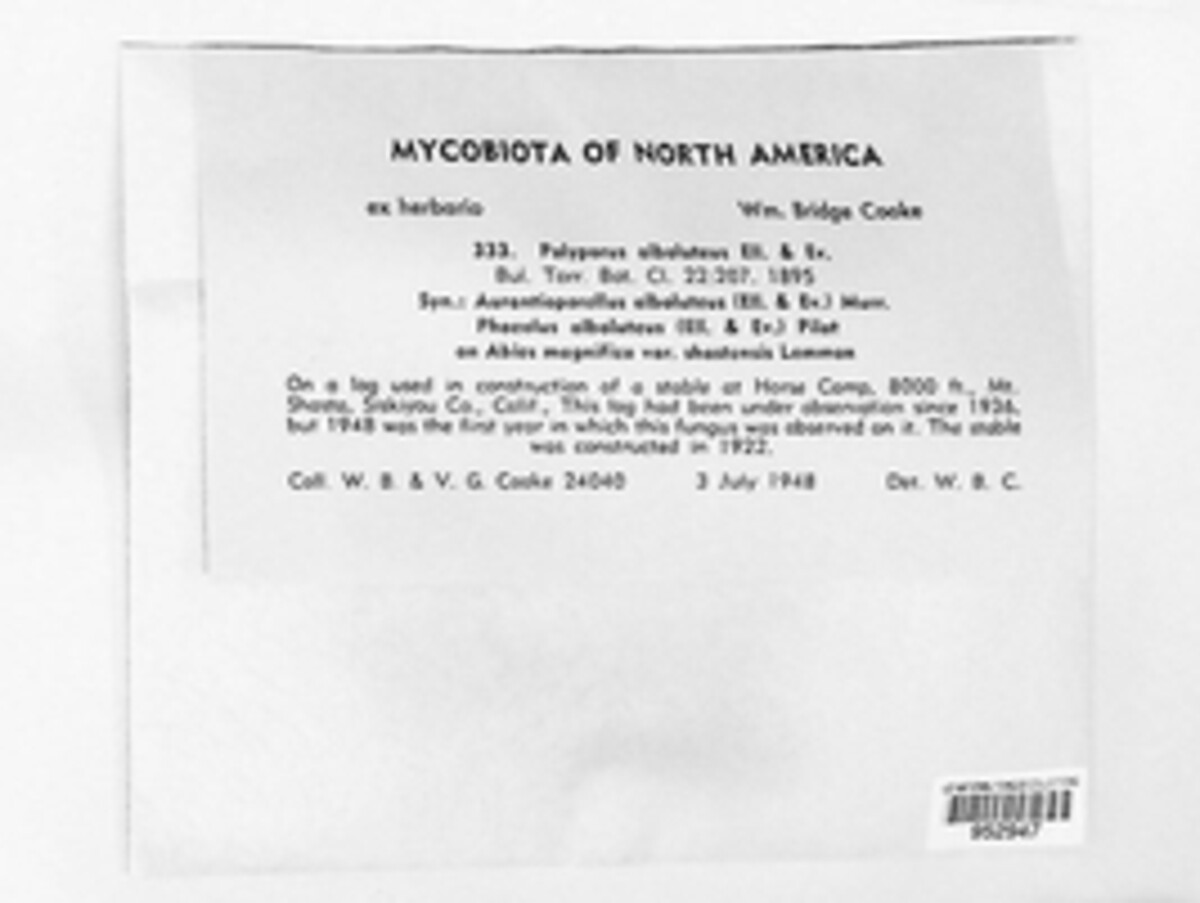 MYCOBIOTA OF NORTH AMERICA
ex herbario Wm. Bridge Cooke
333. Polyporus alboluteus Ell. & Ev.
Bul. Torr. Bot. Cl. 22:207. 1895
Syn.: Aurantioporellus alboluteus (Ell. & Ev.) Murr.
Phaeolus alboluteus (Ell. & Ev.) Pilat
on Abies magnifica var. shastensis Lemmon
On a log used in construction of a stable at Horse Camp, 8000 ft., Mt.
Shasta, Siskiyou Co., Calif., This log had been under observation since 1936,
but 1948 was the first year in which this fungus was observed on it. The stable
was constructed in 1922.
Coll. W. B. & V. G. Cooke 24040 3 July 1948 Det. W. B. C.
952947